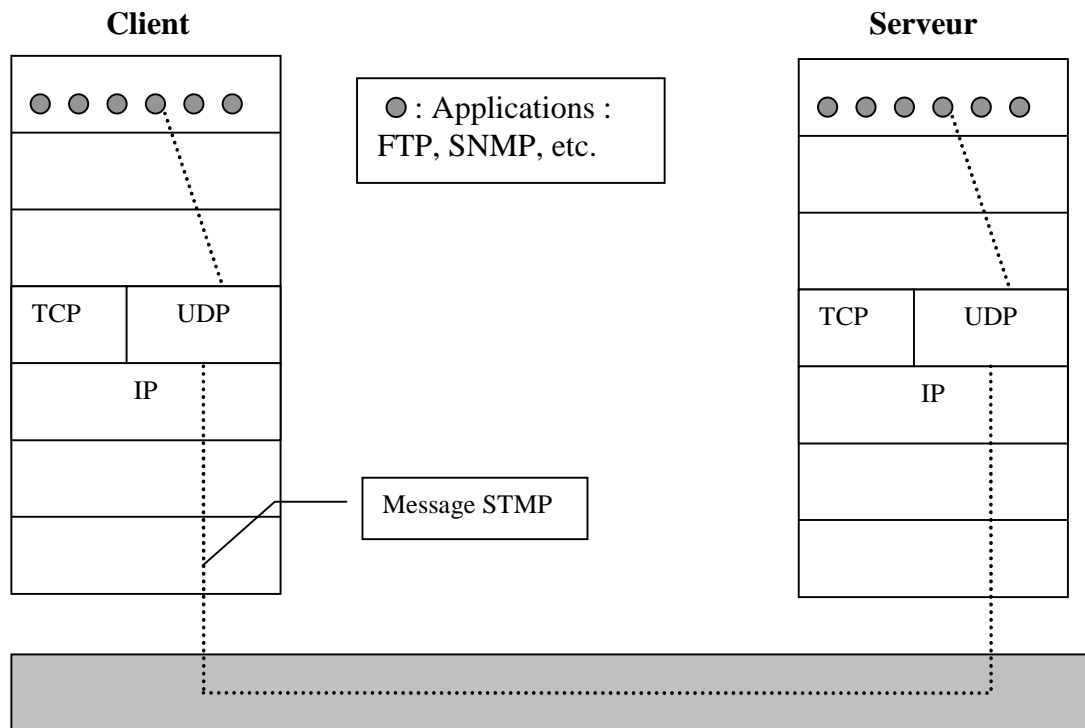 Client
Serveur
: Applications :
FTP, SNMP, etc.
TCP
UDP
TCP
UDP
IP
IP
Message STMP